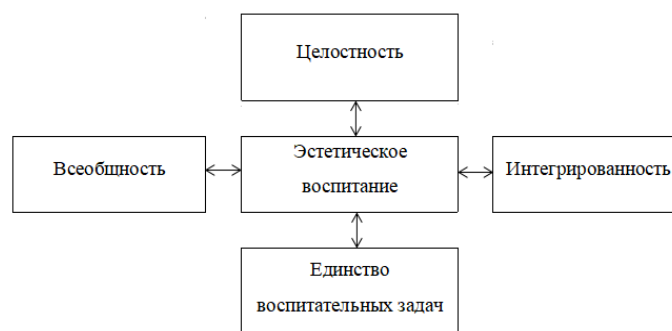 Целостность
Всеобщность
Эстетическое
воспитание
Интегрированность
Единство
воспитательных задач